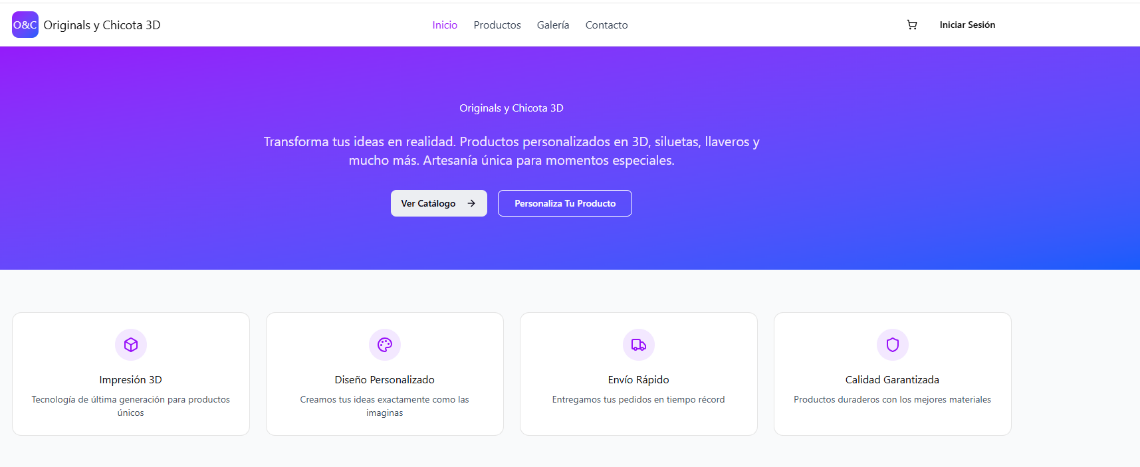 O&C Originals y Chicota 3D
Inicio
Productos
Galería
Contacto
Iniciar Sesión
Originals y Chicota 3D
Transforma tus ideas en realidad. Productos personalizados en 3D, siluetas, llaveros y
mucho más. Artesanía única para momentos especiales.
Ver Catálogo
Personaliza Tu Producto
Impresión 3D
Tecnología de última generación para productos
únicos
Diseño Personalizado
Creamos tus ideas exactamente como las
imaginas
Envío Rápido
Entregamos tus pedidos en tiempo récord
Calidad Garantizada
Productos duraderos con los mejores materiales